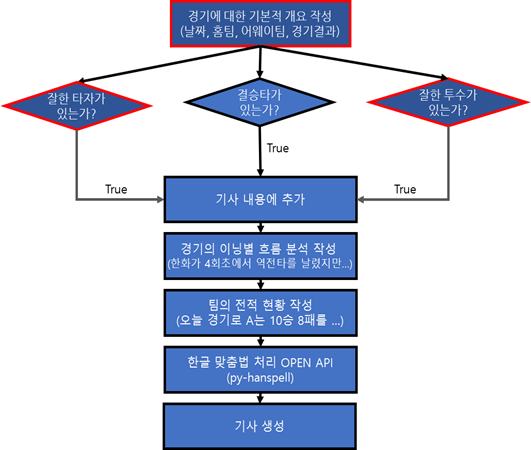 경기에 대한 기본적 개요 작성
(날짜, 홈팀, 어웨이팀, 경기결과)
잘한 타자가
있는가?
결승타가
있는가?
잘한 투수가
있는가?
True
True
True
기사 내용에 추가
경기의 이닝별 흐름 분석 작성
(한화가 4회초에서 역전타를 날렸지만...)
팀의 전적 현황 작성
(오늘 경기로 A는 10승 8패를 ...)
한글 맞춤법 처리 OPEN API
(py-hanspell)
기사 생성